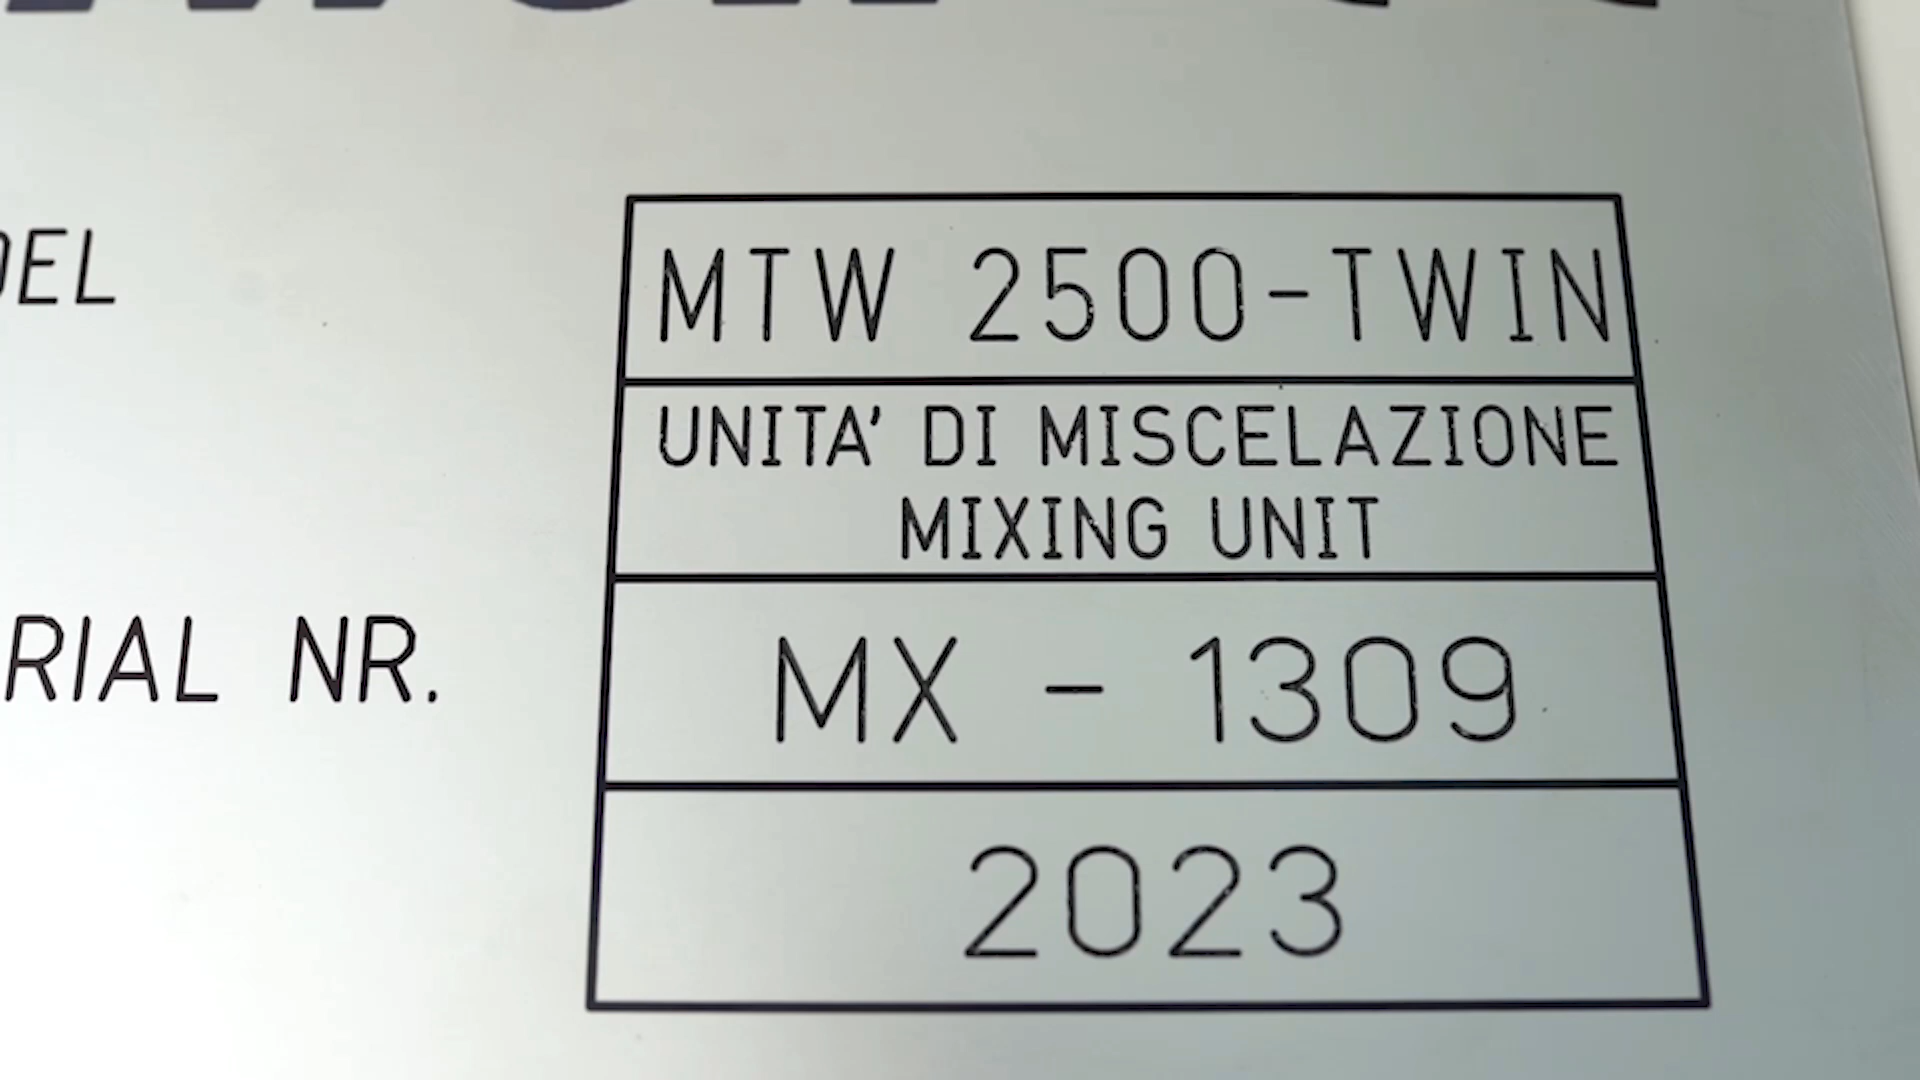 DEL MTW 2500-TWIN
UNITA' DI MISCELAZIONE
MIXING UNIT
RIAL NR. MX - 1309
2023